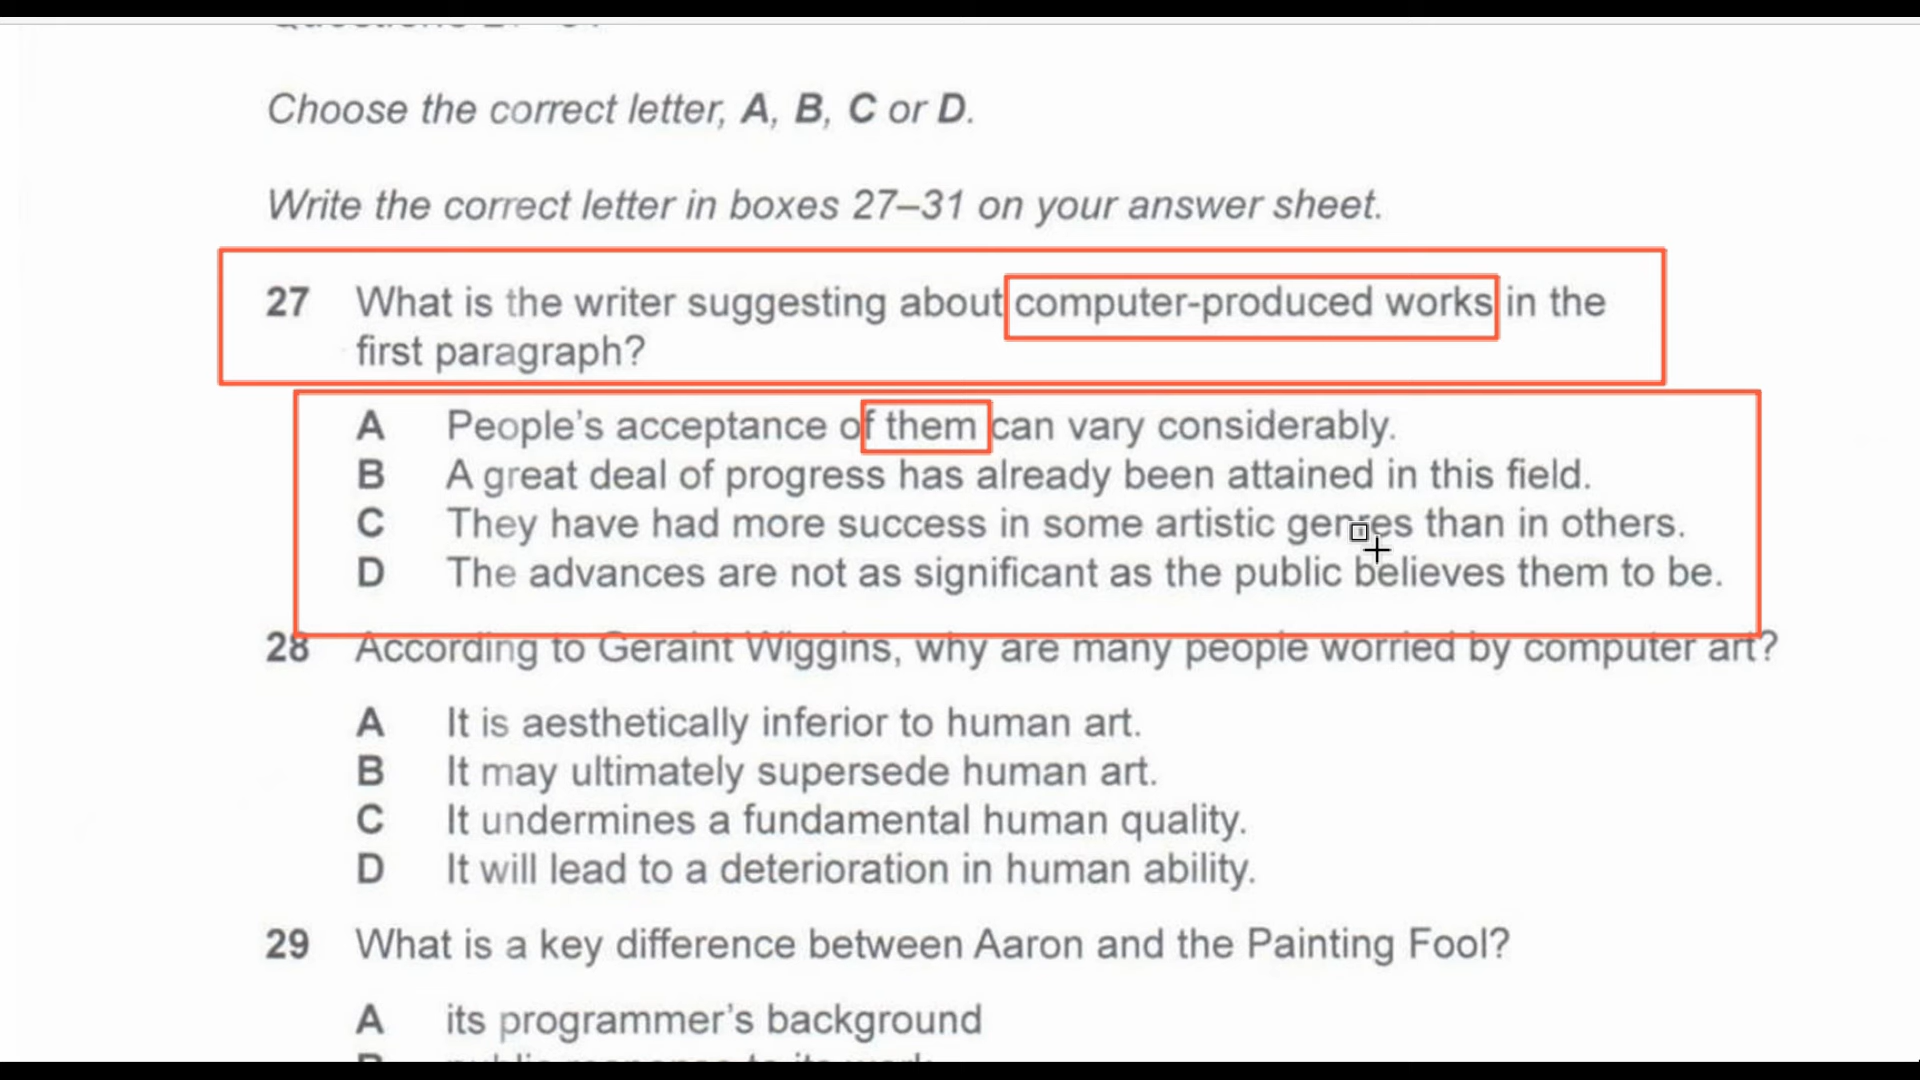 Choose the correct letter, A, B, C or D.
Write the correct letter in boxes 27–31 on your answer sheet.
27 What is the writer suggesting about computer-produced works in the
first paragraph?
A People's acceptance of them can vary considerably.
B A great deal of progress has already been attained in this field.
C They have had more success in some artistic genres than in others.
D The advances are not as significant as the public believes them to be.
28 According to Geraint Wiggins, why are many people worried by computer art?
A It is aesthetically inferior to human art.
B It may ultimately supersede human art.
C It undermines a fundamental human quality.
D It will lead to a deterioration in human ability.
29 What is a key difference between Aaron and the Painting Fool?
A its programmer's background